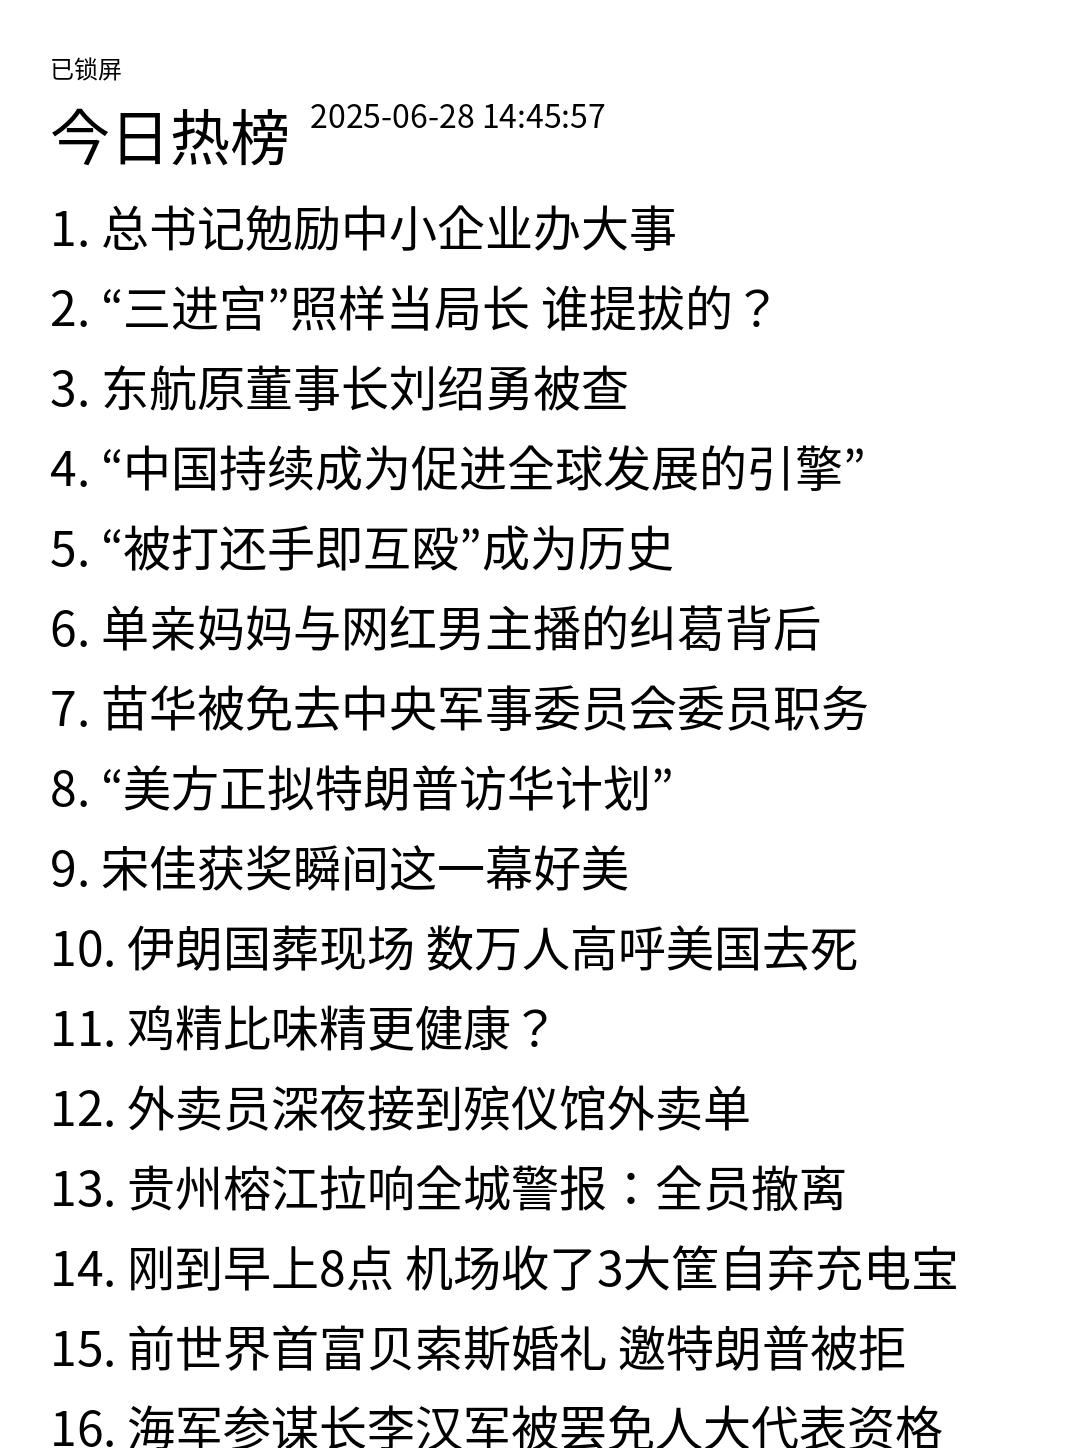 已锁屏
今日热榜 2025-06-28 14:45:57
1. 总书记勉励中小企业办大事
2. “三进宫”照样当局长 谁提拔的？
3. 东航原董事长刘绍勇被查
4. “中国持续成为促进全球发展的引擎”
5. “被打还手即互殴”成为历史
6. 单亲妈妈与网红男主播的纠葛背后
7. 苗华被免去中央军事委员会委员职务
8. “美方正拟特朗普访华计划”
9. 宋佳获奖瞬间这一幕好美
10. 伊朗国葬现场 数万人高呼美国去死
11. 鸡精比味精更健康？
12. 外卖员深夜接到殡仪馆外卖单
13. 贵州榕江拉响全城警报：全员撤离
14. 刚到早上8点 机场收了3大筐自弃充电宝
15. 前世界首富贝索斯婚礼 邀特朗普被拒
16. 海军参谋长李汉军被罢免人大代表资格